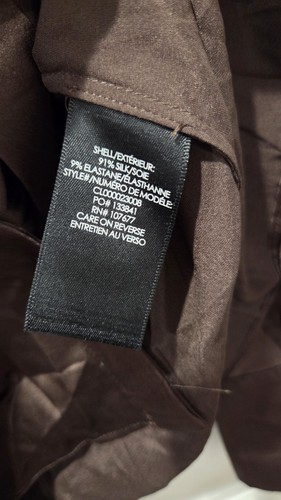 SHELL/EXTÉRIEUR:
91% SILK/SOIE
9% ELASTANE/ÉLASTHANNE
STYLE#/NUMÉRO DE MODÈLE:
CL000023008
PO# 133841
RN# 107677
CARE ON REVERSE
ENTRETIEN AU VERSO